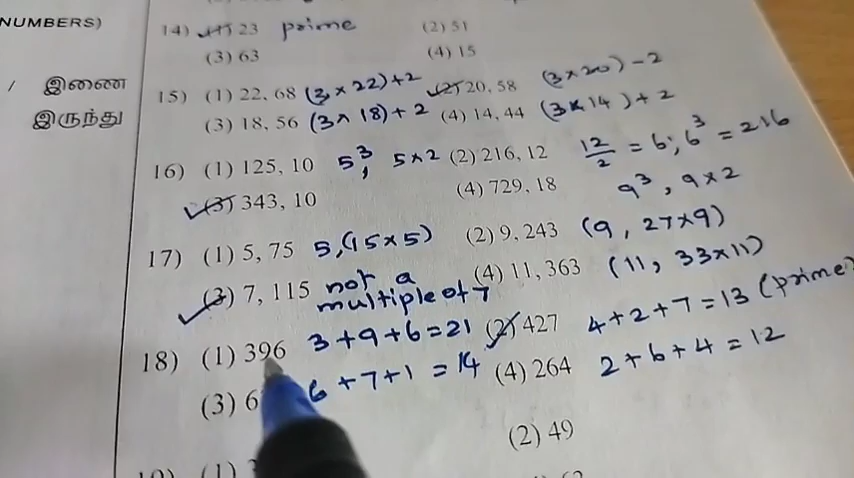 NUMBERS)
14) (1) 23 prime (2) 51
(3) 63 (4) 15
/ இணை
இருந்து
15) (1) 22, 68 (3 × 22) + 2 (2) 20, 58 (3 × 20) - 2
(3) 18, 56 (3 × 18) + 2 (4) 14, 44 (3 × 14) + 2
16) (1) 125, 10 5³, 5 × 2 (2) 216, 12 12/2 = 6; 6³ = 216
(3) 343, 10 (4) 729, 18 9³, 9 × 2
17) (1) 5, 75 5, (15 × 5) (2) 9, 243 (9, 27 × 9)
(3) 7, 115 not a multiple of 7 (4) 11, 363 (11, 33 × 11)
18) (1) 396 3 + 9 + 6 = 21 (2) 427 4 + 2 + 7 = 13 (prime)
(3) 6 6 + 7 + 1 = 14 (4) 264 2 + 6 + 4 = 12
(2) 49